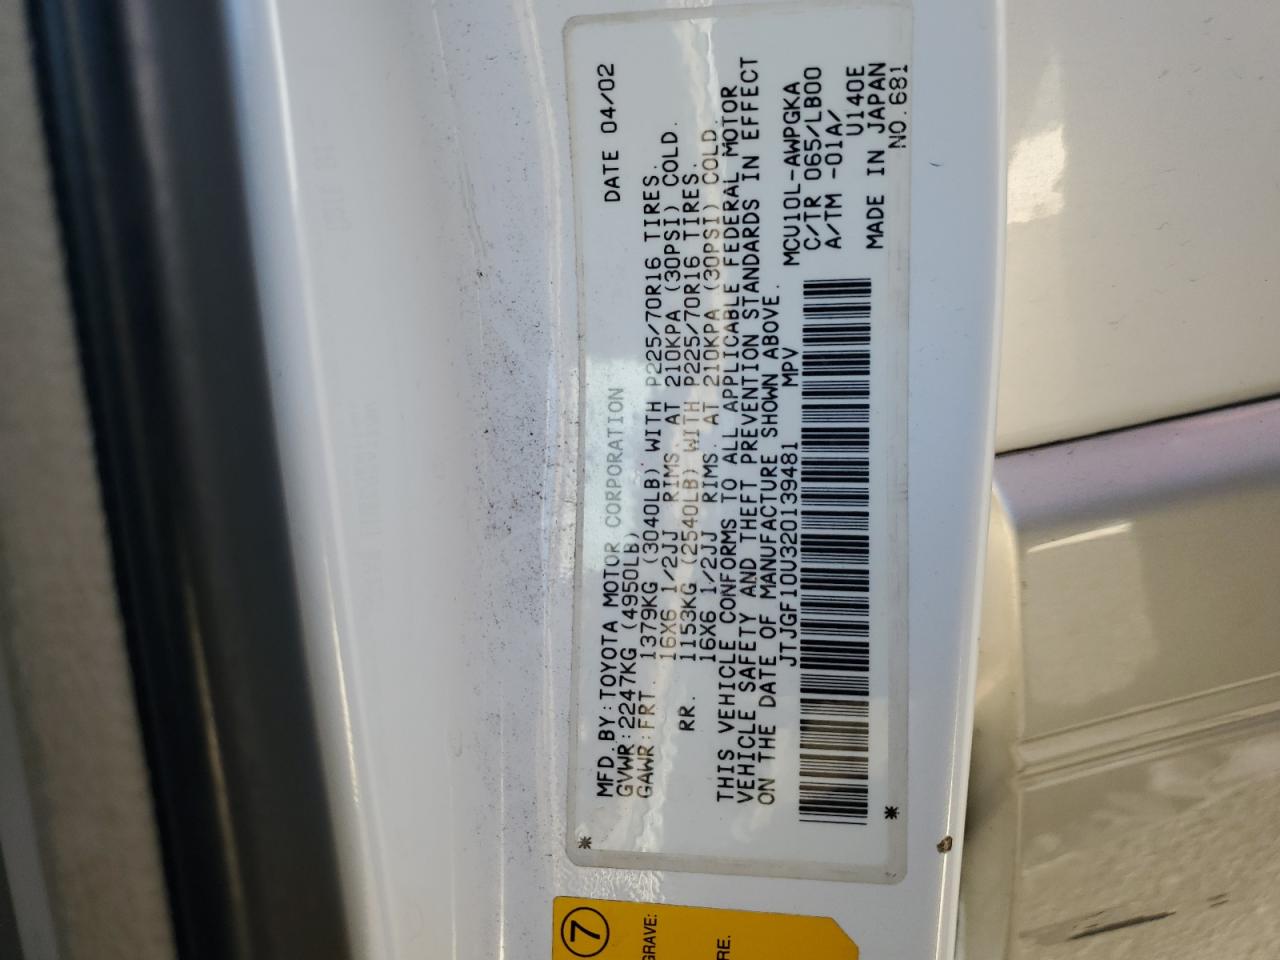 MFD. BY: TOYOTA MOTOR CORPORATION DATE 04/02
GVWR: 2247KG (4950LB)
GAWR: FRT. 1379KG (3040LB) WITH P225/70R16 TIRES.
16X6 1/2JJ RIMS. AT 210KPA (30PSI) COLD.
RR. 1153KG (2540LB) WITH P225/70R16 TIRES.
16X6 1/2JJ RIMS. AT 210KPA (30PSI) COLD.
THIS VEHICLE CONFORMS TO ALL APPLICABLE FEDERAL MOTOR
VEHICLE SAFETY AND THEFT PREVENTION STANDARDS IN EFFECT
ON THE DATE OF MANUFACTURE SHOWN ABOVE.
JTJGF10U320139481 MPV
MCU10L-AWPGKA
C/TR 065/LB00
A/TM -01A/
U140E
MADE IN JAPAN
NO.681
* *
7
GRAVE:
RE.